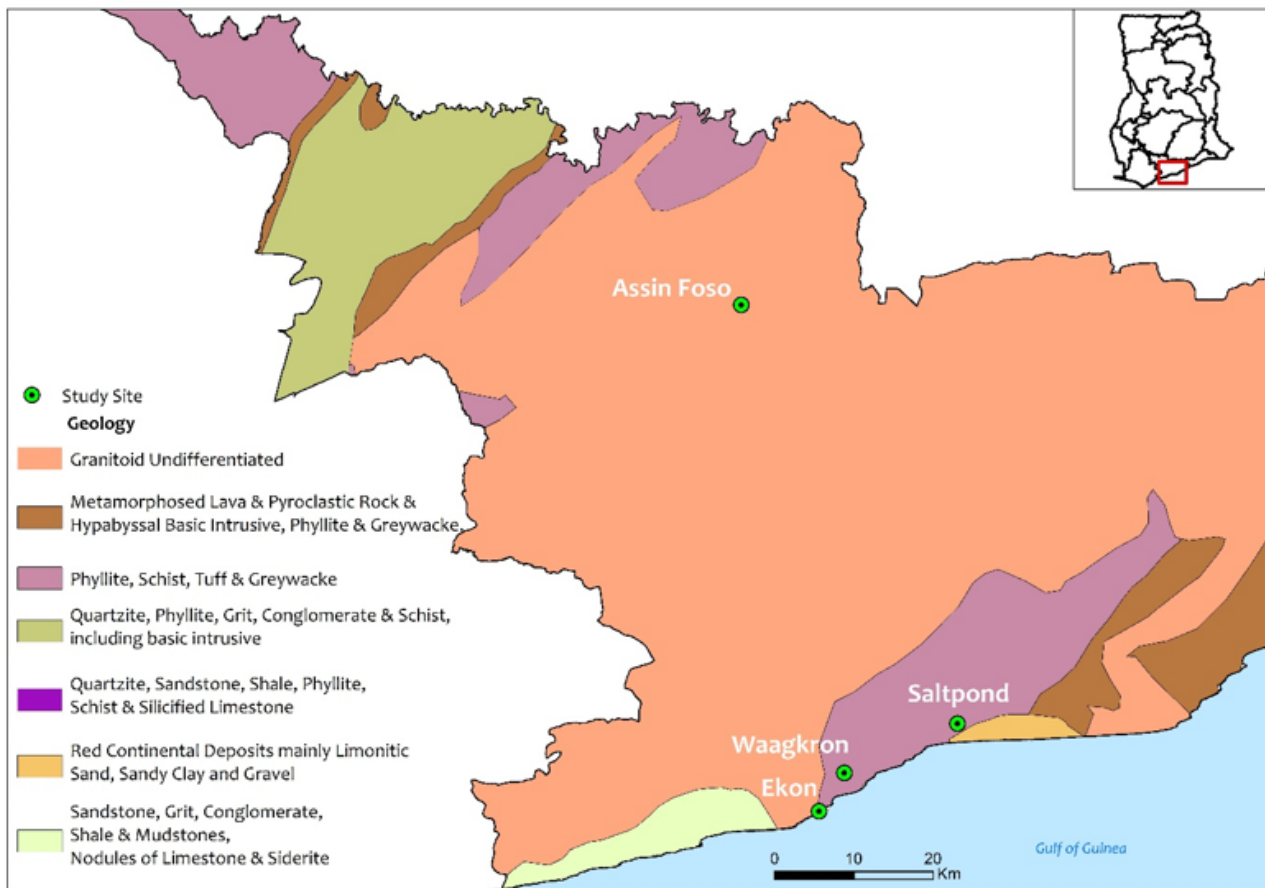 Assin Foso
Study Site
Geology
Granitoid Undifferentiated
Metamorphosed Lava & Pyroclastic Rock &
Hypabyssal Basic Intrusive, Phyllite & Greywacke
Phyllite, Schist, Tuff & Greywacke
Quartzite, Phyllite, Grit, Conglomerate & Schist,
including basic intrusive
Quartzite, Sandstone, Shale, Phyllite,
Schist & Silicified Limestone
Red Continental Deposits mainly Limonitic
Sand, Sandy Clay and Gravel
Sandstone, Grit, Conglomerate,
Shale & Mudstones,
Nodules of Limestone & Siderite
Saltpond
Waagkron
Ekon
Gulf of Guinea
0 10 20
Km